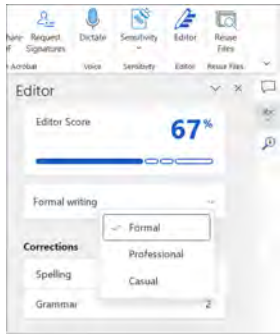 Request Dictate Sensitivity Editor Reuse
Signatures Files
Acrobat Voice Sensitivity Editor Reuse Files
Editor
Editor Score
67%
Formal writing
Formal
Professional
Casual
Corrections
Spelling
Grammar 2